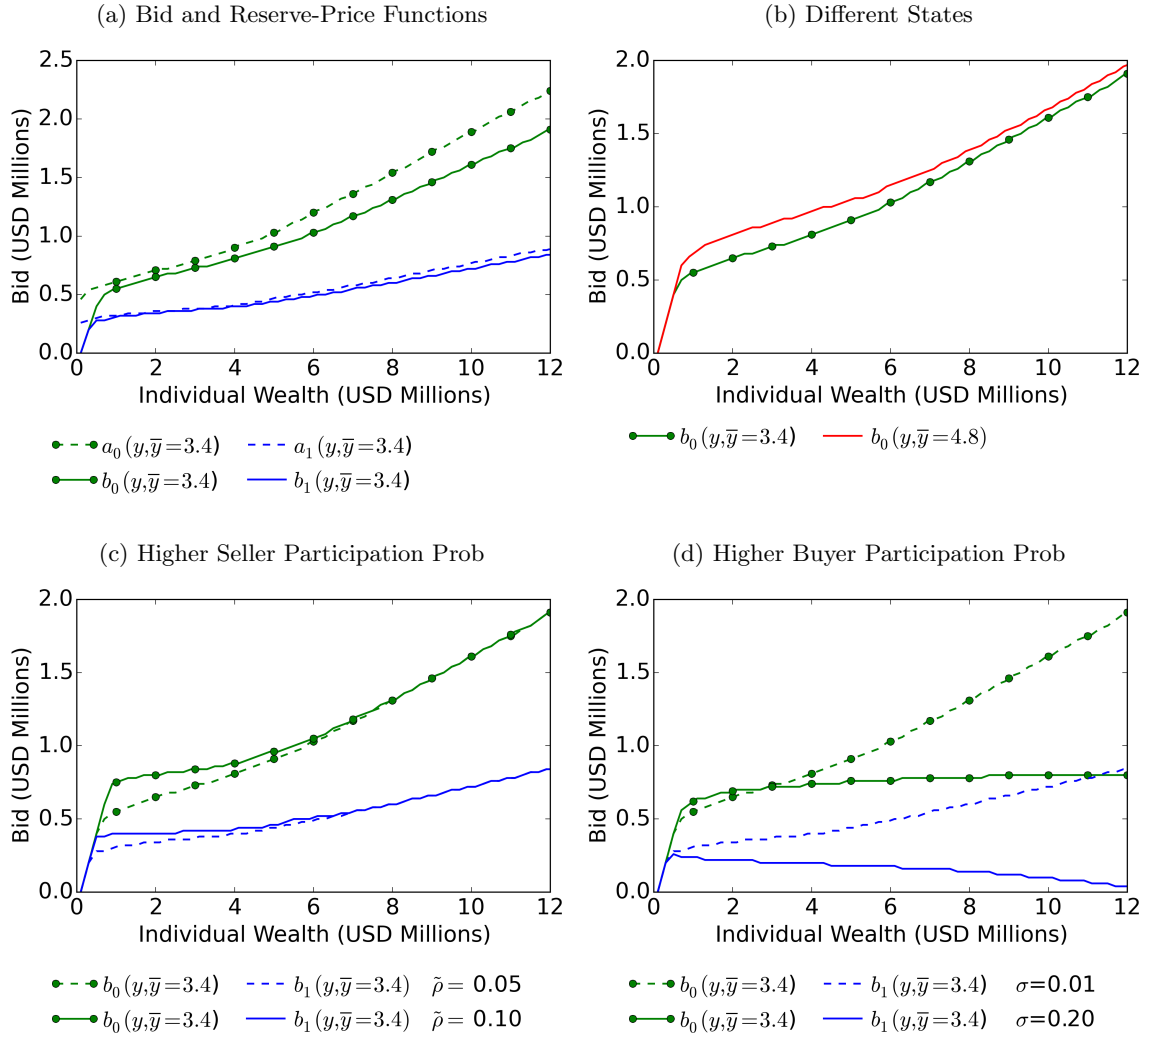 (a) Bid and Reserve-Price Functions
2.5
2.0
1.5
1.0
0.5
0.0
Bid (USD Millions)
0 2 4 6 8 10 12
Individual Wealth (USD Millions)
a₀(y,y̅=3.4) a₁(y,y̅=3.4)
b₀(y,y̅=3.4) b₁(y,y̅=3.4)
(b) Different States
2.0
1.5
1.0
0.5
0.0
Bid (USD Millions)
0 2 4 6 8 10 12
Individual Wealth (USD Millions)
b₀(y,y̅=3.4) b₀(y,y̅=4.8)
(c) Higher Seller Participation Prob
2.0
1.5
1.0
0.5
0.0
Bid (USD Millions)
0 2 4 6 8 10 12
Individual Wealth (USD Millions)
b₀(y,y̅=3.4) b₁(y,y̅=3.4) ρ̃= 0.05
b₀(y,y̅=3.4) b₁(y,y̅=3.4) ρ̃= 0.10
(d) Higher Buyer Participation Prob
2.0
1.5
1.0
0.5
0.0
Bid (USD Millions)
0 2 4 6 8 10 12
Individual Wealth (USD Millions)
b₀(y,y̅=3.4) b₁(y,y̅=3.4) σ=0.01
b₀(y,y̅=3.4) b₁(y,y̅=3.4) σ=0.20